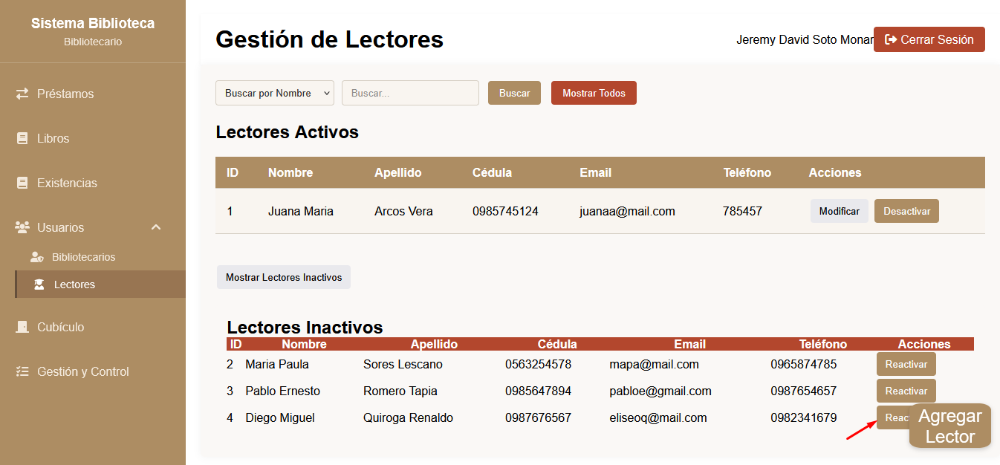 Sistema Biblioteca
Bibliotecario
Préstamos
Libros
Existencias
Usuarios
Bibliotecarios
Lectores
Cubículo
Gestión y Control
Gestión de Lectores
Jeremy David Soto Monar
Cerrar Sesión
Buscar por Nombre Buscar... Buscar Mostrar Todos
Lectores Activos
ID Nombre Apellido Cédula Email Teléfono Acciones
1 Juana Maria Arcos Vera 0985745124 juanaa@mail.com 785457 Modificar Desactivar
Mostrar Lectores Inactivos
Lectores Inactivos
ID Nombre Apellido Cédula Email Teléfono Acciones
2 Maria Paula Sores Lescano 0563254578 mapa@mail.com 0965874785 Reactivar
3 Pablo Ernesto Romero Tapia 0985647894 pabloe@gmail.com 0987654657 Reactivar
4 Diego Miguel Quiroga Renaldo 0987676567 eliseoq@mail.com 0982341679 Reac
Agregar
Lector